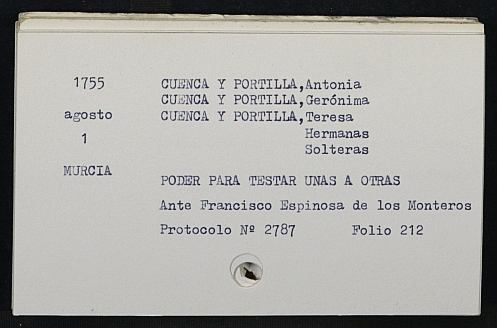 1755 CUENCA Y PORTILLA,Antonia
CUENCA Y PORTILLA,Gerónima
agosto CUENCA Y PORTILLA,Teresa
1 Hermanas
Solteras
MURCIA
PODER PARA TESTAR UNAS A OTRAS
Ante Francisco Espinosa de los Monteros
Protocolo Nº 2787 Folio 212